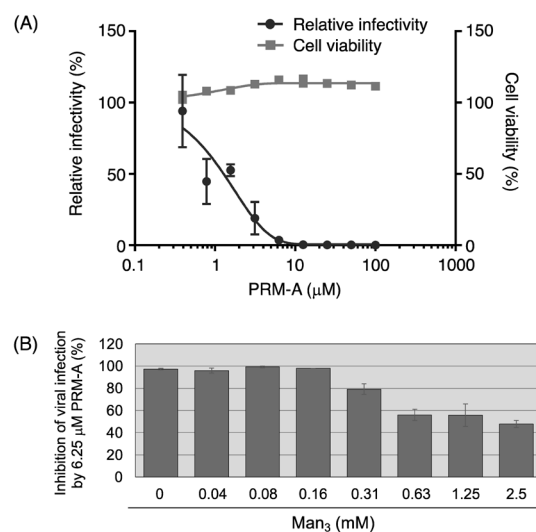 (A)
Relative infectivity
Cell viability
Relative infectivity (%)
150
100
50
0
Cell viability
(%)
150
100
50
0
0.1 1 10 100 1000
PRM-A (μM)
(B)
Inhibition of viral infection
by 6.25 μM PRM-A (%)
120
100
80
60
40
20
0
0 0.04 0.08 0.16 0.31 0.63 1.25 2.5
Man₃ (mM)